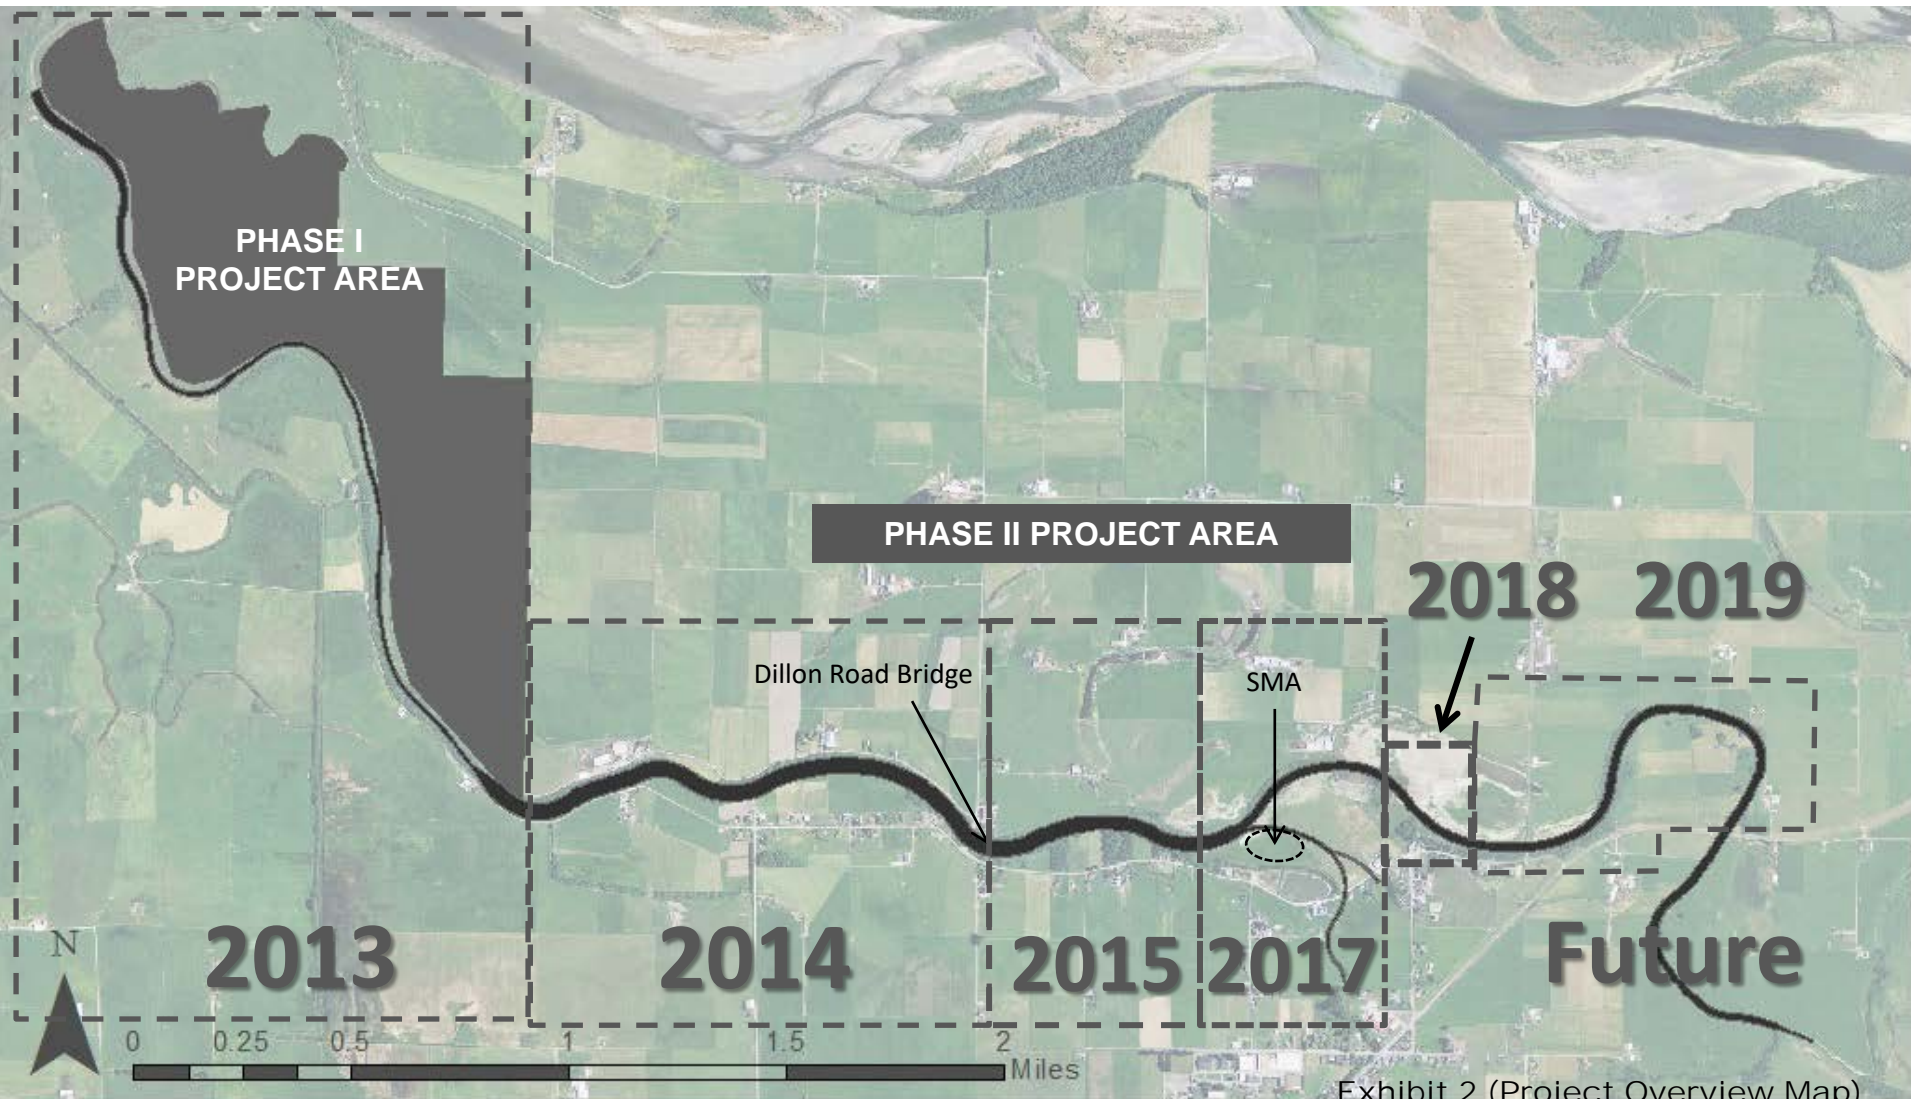 PHASE I
PROJECT AREA
PHASE II PROJECT AREA
2018 2019
Dillon Road Bridge
SMA
2013
2014
2015
2017
Future
N
0 0.25 0.5 1 1.5 2
Miles
Exhibit 2 (Project Overview Map)